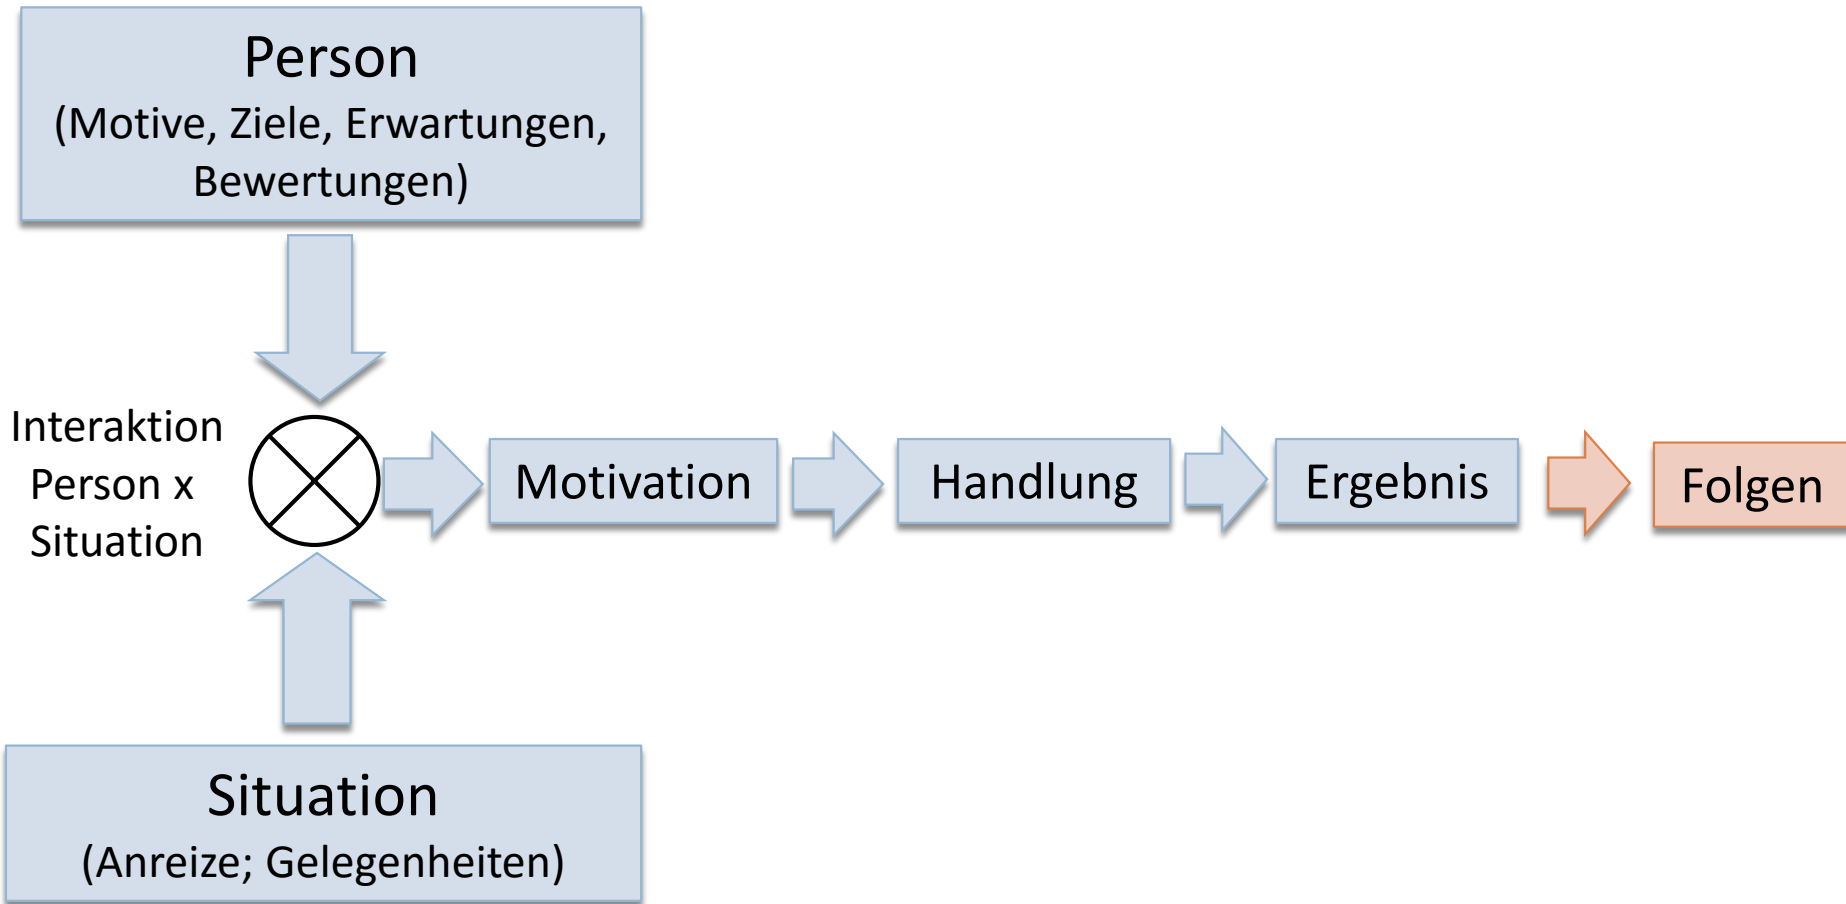 Person
(Motive, Ziele, Erwartungen,
Bewertungen)
Interaktion
Person x
Situation
Motivation
Handlung
Ergebnis
Folgen
Situation
(Anreize; Gelegenheiten)